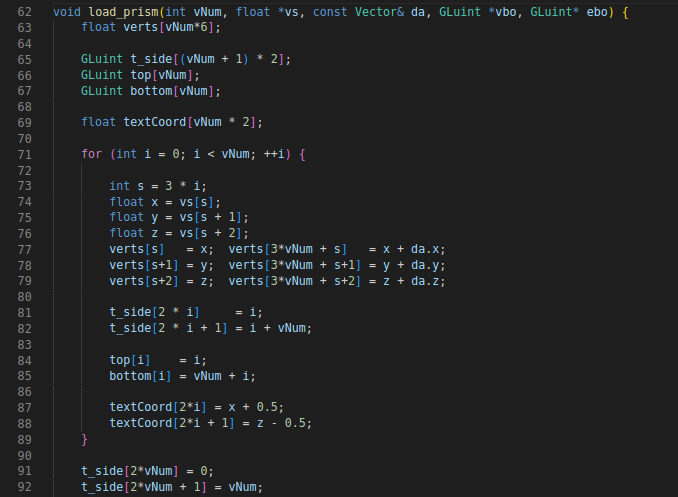 62 void load_prism(int vNum, float *vs, const Vector& da, GLuint *vbo, GLuint* ebo) {
63     float verts[vNum*6];
64
65     GLuint t_side[(vNum + 1) * 2];
66     GLuint top[vNum];
67     GLuint bottom[vNum];
68
69     float textCoord[vNum * 2];
70
71     for (int i = 0; i < vNum; ++i) {
72
73         int s = 3 * i;
74         float x = vs[s];
75         float y = vs[s + 1];
76         float z = vs[s + 2];
77         verts[s]   = x;  verts[3*vNum + s]   = x + da.x;
78         verts[s+1] = y;  verts[3*vNum + s+1] = y + da.y;
79         verts[s+2] = z;  verts[3*vNum + s+2] = z + da.z;
80
81         t_side[2 * i]     = i;
82         t_side[2 * i + 1] = i + vNum;
83
84         top[i]    = i;
85         bottom[i] = vNum + i;
86
87         textCoord[2*i] = x + 0.5;
88         textCoord[2*i + 1] = z - 0.5;
89     }
90
91     t_side[2*vNum] = 0;
92     t_side[2*vNum + 1] = vNum;